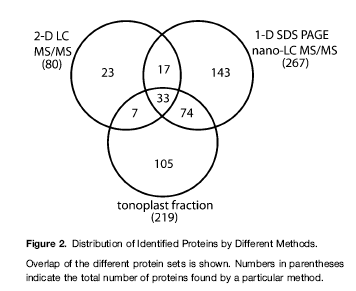 2-D LC
MS/MS
(80)
1-D SDS PAGE
nano-LC MS/MS
(267)
23
17
143
33
7
74
105
tonoplast fraction
(219)
Figure 2. Distribution of Identified Proteins by Different Methods.
Overlap of the different protein sets is shown. Numbers in parentheses
indicate the total number of proteins found by a particular method.